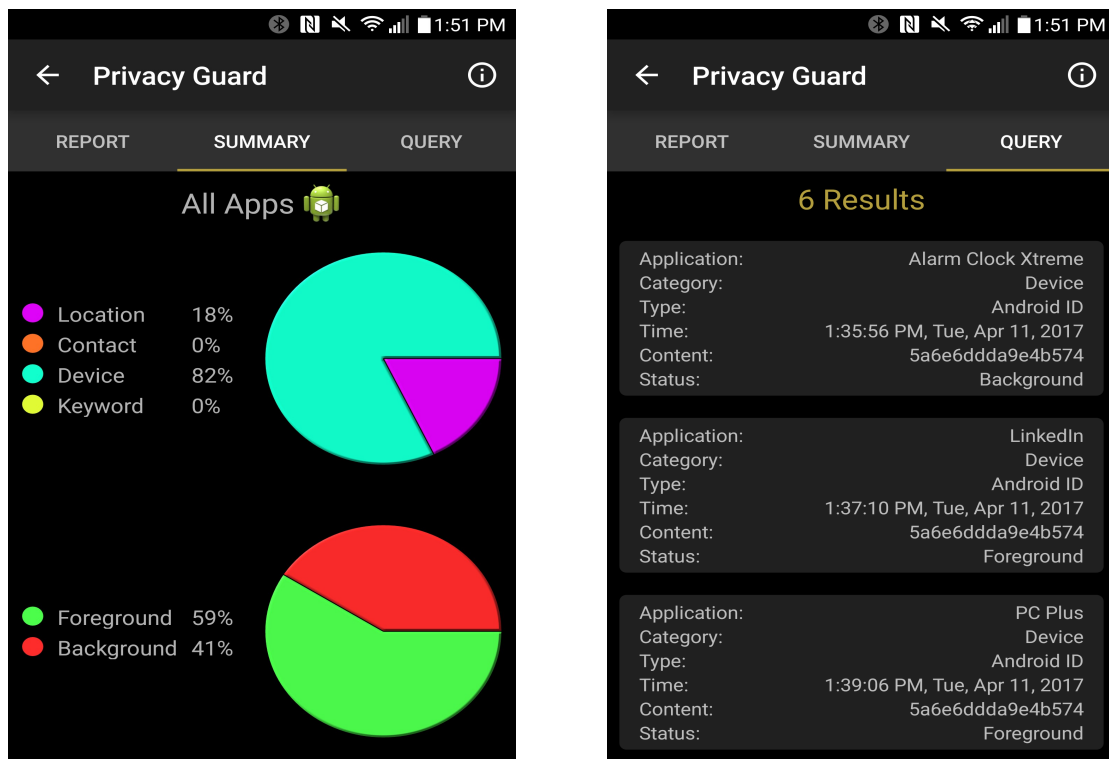 1:51 PM
Privacy Guard
REPORT SUMMARY QUERY
All Apps
Location 18%
Contact 0%
Device 82%
Keyword 0%
Foreground 59%
Background 41%
1:51 PM
Privacy Guard
REPORT SUMMARY QUERY
6 Results
Application: Alarm Clock Xtreme
Category: Device
Type: Android ID
Time: 1:35:56 PM, Tue, Apr 11, 2017
Content: 5a6e6ddda9e4b574
Status: Background
Application: LinkedIn
Category: Device
Type: Android ID
Time: 1:37:10 PM, Tue, Apr 11, 2017
Content: 5a6e6ddda9e4b574
Status: Foreground
Application: PC Plus
Category: Device
Type: Android ID
Time: 1:39:06 PM, Tue, Apr 11, 2017
Content: 5a6e6ddda9e4b574
Status: Foreground